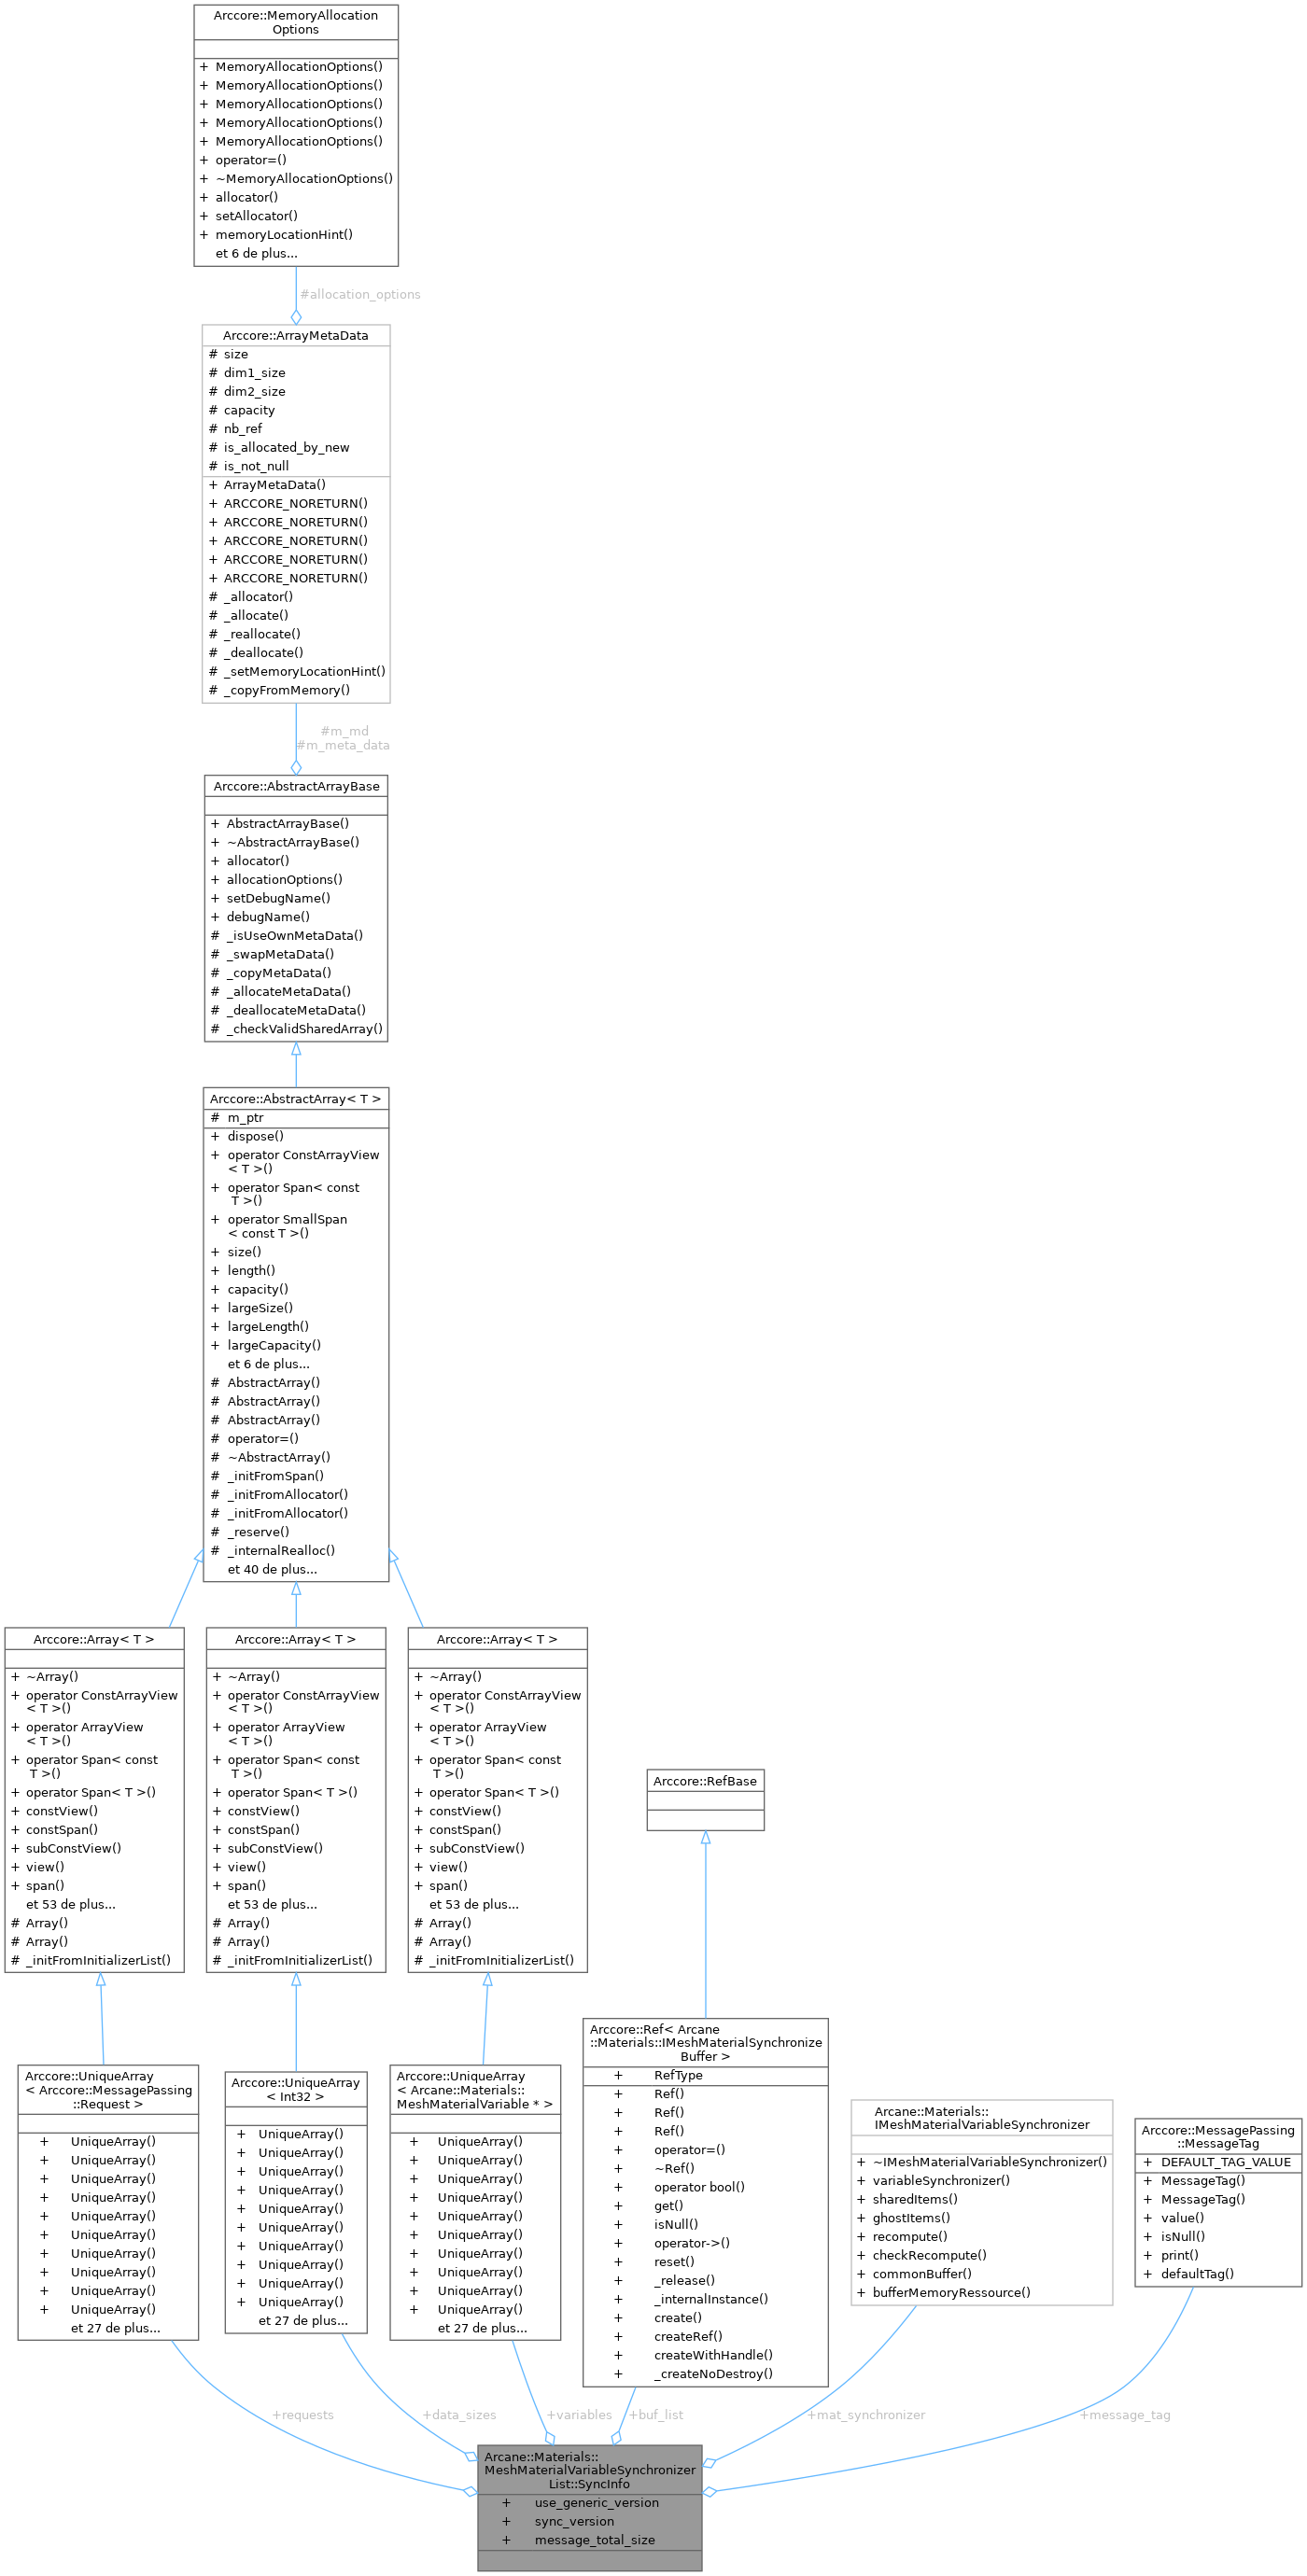 Arccore::MemoryAllocation
Options
+ MemoryAllocationOptions()
+ MemoryAllocationOptions()
+ MemoryAllocationOptions()
+ MemoryAllocationOptions()
+ MemoryAllocationOptions()
+ operator=()
+ ~MemoryAllocationOptions()
+ allocator()
+ setAllocator()
+ memoryLocationHint()
et 6 de plus...
#allocation_options
Arccore::ArrayMetaData
# size
# dim1_size
# dim2_size
# capacity
# nb_ref
# is_allocated_by_new
# is_not_null
+ ArrayMetaData()
+ ARCCORE_NORETURN()
+ ARCCORE_NORETURN()
+ ARCCORE_NORETURN()
+ ARCCORE_NORETURN()
+ ARCCORE_NORETURN()
# _allocator()
# _allocate()
# _reallocate()
# _deallocate()
# _setMemoryLocationHint()
# _copyFromMemory()
#m_md
#m_meta_data
Arccore::AbstractArrayBase
+ AbstractArrayBase()
+ ~AbstractArrayBase()
+ allocator()
+ allocationOptions()
+ setDebugName()
+ debugName()
# _isUseOwnMetaData()
# _swapMetaData()
# _copyMetaData()
# _allocateMetaData()
# _deallocateMetaData()
# _checkValidSharedArray()
Arccore::AbstractArray< T >
# m_ptr
+ dispose()
+ operator ConstArrayView
< T >()
+ operator Span< const
T >()
+ operator SmallSpan
< const T >()
+ size()
+ length()
+ capacity()
+ largeSize()
+ largeLength()
+ largeCapacity()
et 6 de plus...
# AbstractArray()
# AbstractArray()
# AbstractArray()
# operator=()
# ~AbstractArray()
# _initFromSpan()
# _initFromAllocator()
# _initFromAllocator()
# _reserve()
# _internalRealloc()
et 40 de plus...
Arccore::Array< T >
+ ~Array()
+ operator ConstArrayView
< T >()
+ operator ArrayView
< T >()
+ operator Span< const
T >()
+ operator Span< T >()
+ constView()
+ constSpan()
+ subConstView()
+ view()
+ span()
et 53 de plus...
# Array()
# Array()
# _initFromInitializerList()
Arccore::Array< T >
+ ~Array()
+ operator ConstArrayView
< T >()
+ operator ArrayView
< T >()
+ operator Span< const
T >()
+ operator Span< T >()
+ constView()
+ constSpan()
+ subConstView()
+ view()
+ span()
et 53 de plus...
# Array()
# Array()
# _initFromInitializerList()
Arccore::Array< T >
+ ~Array()
+ operator ConstArrayView
< T >()
+ operator ArrayView
< T >()
+ operator Span< const
T >()
+ operator Span< T >()
+ constView()
+ constSpan()
+ subConstView()
+ view()
+ span()
et 53 de plus...
# Array()
# Array()
# _initFromInitializerList()
Arccore::RefBase
Arccore::UniqueArray
< Arccore::MessagePassing
::Request >
+ UniqueArray()
+ UniqueArray()
+ UniqueArray()
+ UniqueArray()
+ UniqueArray()
+ UniqueArray()
+ UniqueArray()
+ UniqueArray()
+ UniqueArray()
+ UniqueArray()
et 27 de plus...
Arccore::UniqueArray
< Int32 >
+ UniqueArray()
+ UniqueArray()
+ UniqueArray()
+ UniqueArray()
+ UniqueArray()
+ UniqueArray()
+ UniqueArray()
+ UniqueArray()
+ UniqueArray()
+ UniqueArray()
et 27 de plus...
Arccore::UniqueArray
< Arcane::Materials::
MeshMaterialVariable * >
+ UniqueArray()
+ UniqueArray()
+ UniqueArray()
+ UniqueArray()
+ UniqueArray()
+ UniqueArray()
+ UniqueArray()
+ UniqueArray()
+ UniqueArray()
+ UniqueArray()
et 27 de plus...
Arccore::Ref< Arcane
::Materials::IMeshMaterialSynchronize
Buffer >
+ RefType
+ Ref()
+ Ref()
+ Ref()
+ operator=()
+ ~Ref()
+ operator bool()
+ get()
+ isNull()
+ operator->()
+ reset()
+ _release()
+ _internalInstance()
+ create()
+ createRef()
+ createWithHandle()
+ _createNoDestroy()
Arcane::Materials::
IMeshMaterialVariableSynchronizer
+ ~IMeshMaterialVariableSynchronizer()
+ variableSynchronizer()
+ sharedItems()
+ ghostItems()
+ recompute()
+ checkRecompute()
+ commonBuffer()
+ bufferMemoryRessource()
Arccore::MessagePassing
::MessageTag
+ DEFAULT_TAG_VALUE
+ MessageTag()
+ MessageTag()
+ value()
+ isNull()
+ print()
+ defaultTag()
+requests
+data_sizes
+variables
+buf_list
+mat_synchronizer
+message_tag
Arcane::Materials::
MeshMaterialVariableSynchronizer
List::SyncInfo
+ use_generic_version
+ sync_version
+ message_total_size